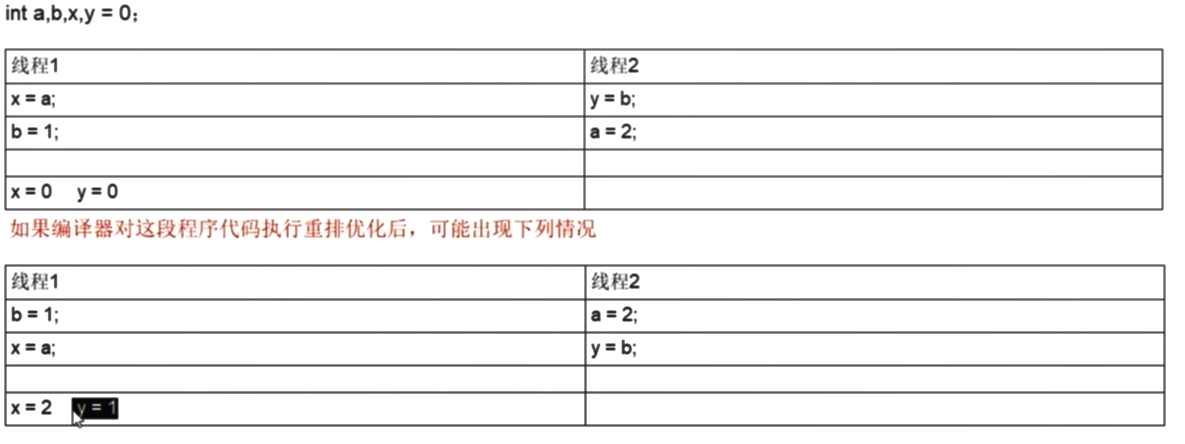 int a,b,x,y = 0;
线程1 线程2
x = a; y = b;
b = 1; a = 2;
x = 0 y = 0
如果编译器对这段程序代码执行重排优化后，可能出现下列情况
线程1 线程2
b = 1; a = 2;
x = a; y = b;
x = 2 y = 1